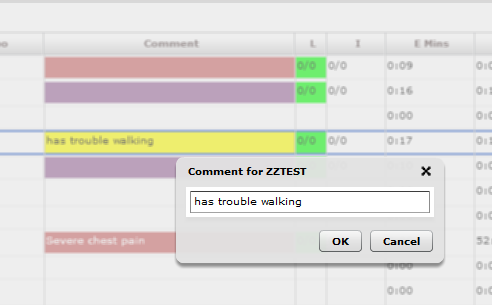 Comment L I E Mins
0/0 0/0 0:09
0/0 0/0 0:16
0:00
has trouble walking 0/0 0/0 0:17
Comment for ZZTEST
has trouble walking
OK Cancel
Severe chest pain
0:00
0:00